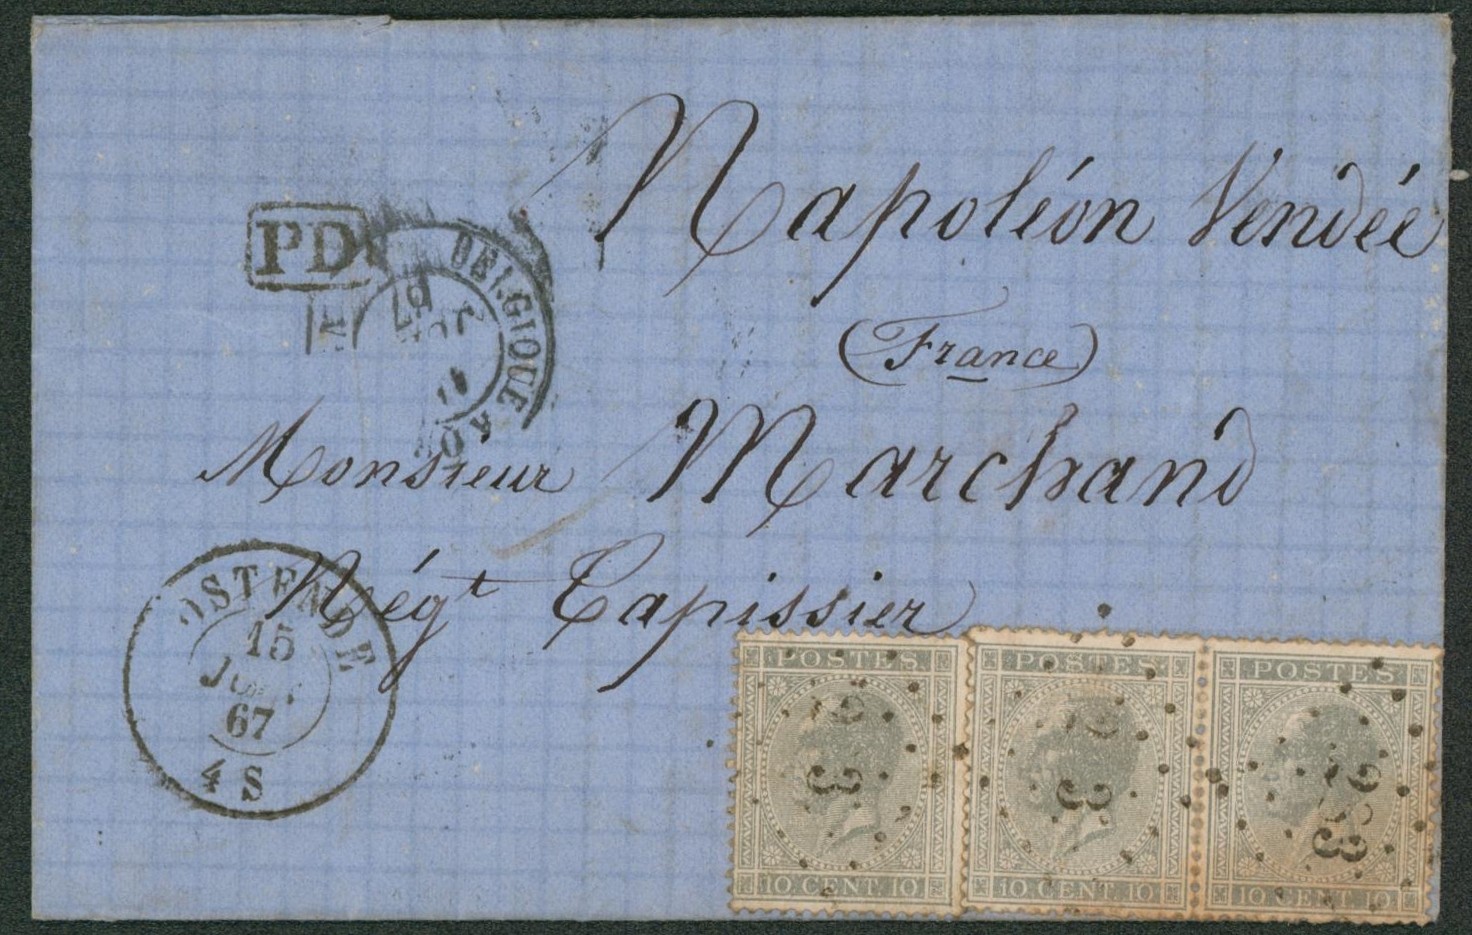 Napoléon Vendée
(France)
Monsieur Marchand
Négt Tapissier
PD
BELGIQUE
67
OSTENDE
15
67
4 S
POSTES
10 CENT. 10
POSTES
10 CENT. 10
POSTES
10 CENT. 10